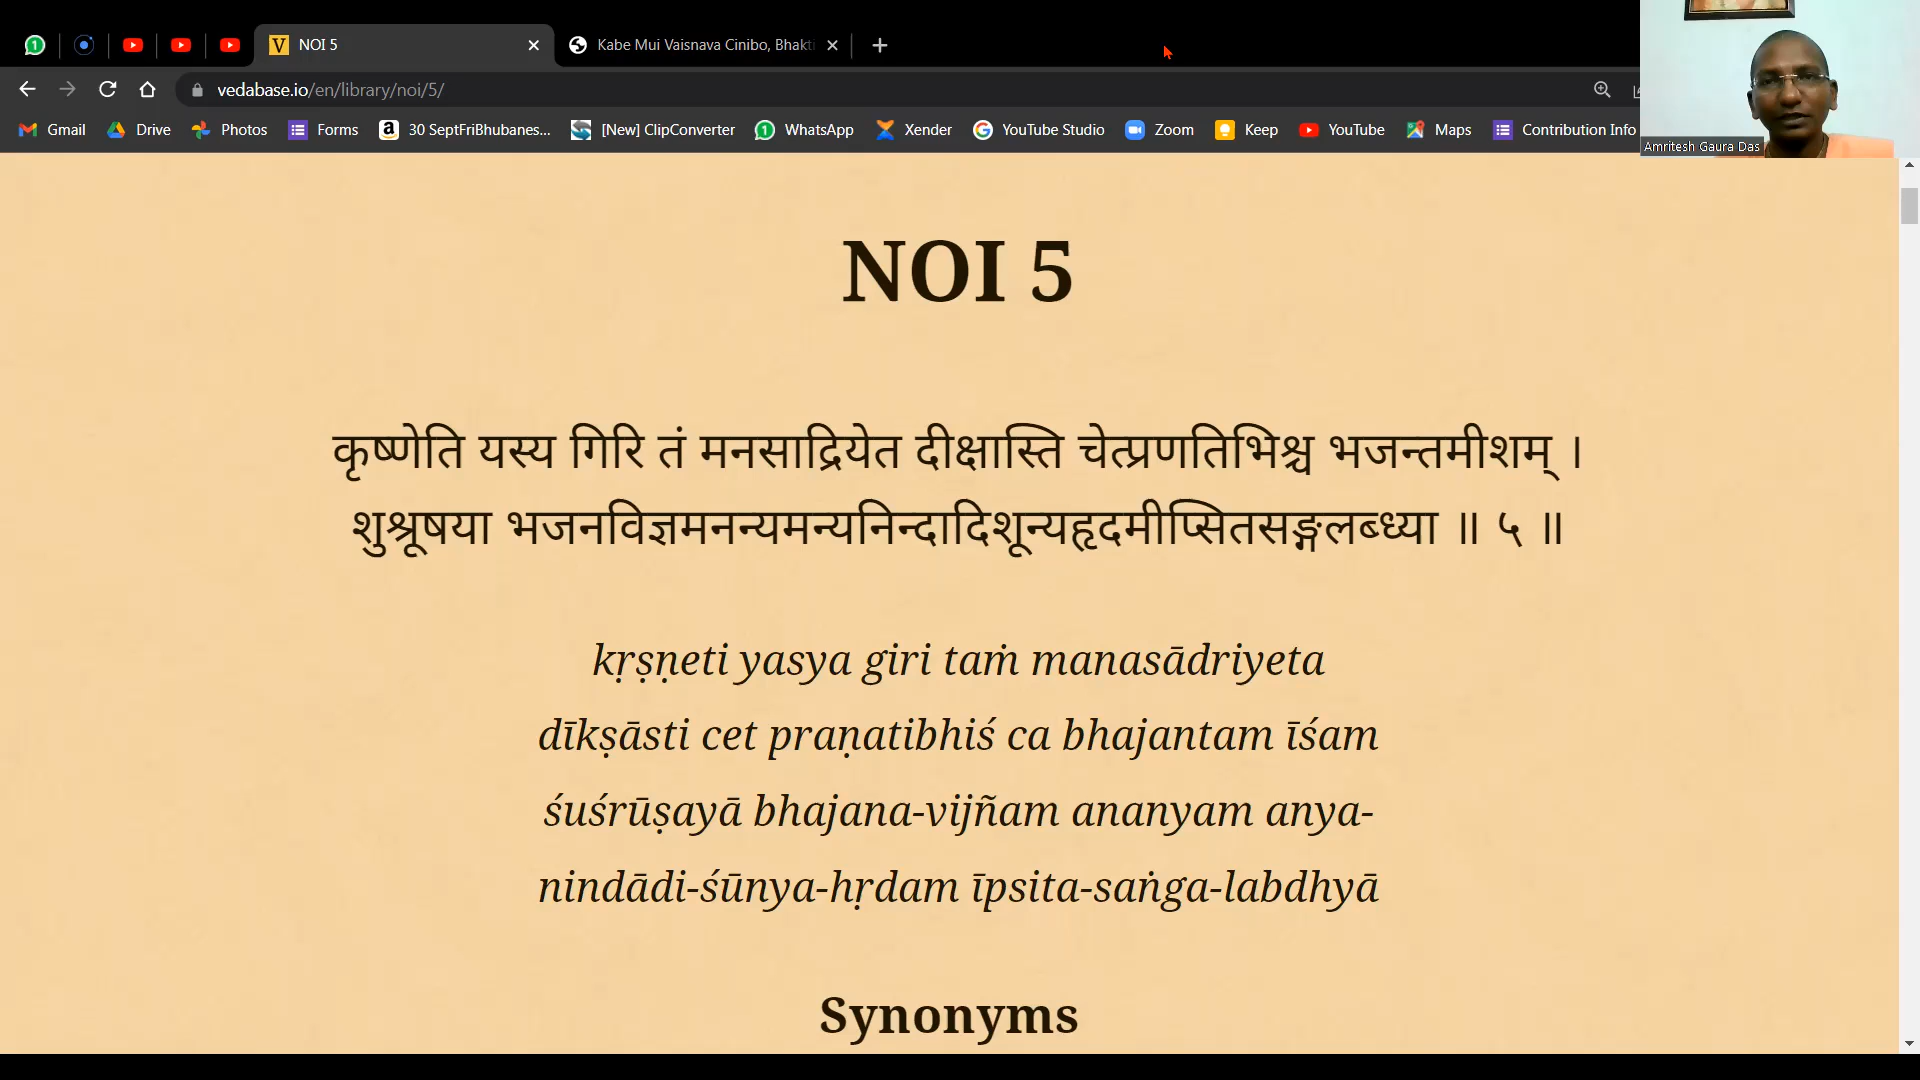 NOI 5
Kabe Mui Vaisnava Cinibo, Bhakti
vedabase.io/en/library/noi/5/
Gmail Drive Photos Forms 30 SeptFriBhubanes... [New] ClipConverter WhatsApp Xender YouTube Studio Zoom Keep YouTube Maps Contribution Info
Amritesh Gaura Das
NOI 5
कृष्णेति यस्य गिरि तं मनसाद्रियेत दीक्षास्ति चेत्प्रणतिभिश्च भजन्तमीशम् ।
शुश्रूषया भजनविज्ञमनन्यमन्यनिन्दादिशून्यहृदमीप्सितसङ्गलब्ध्या ॥ ५ ॥
kṛṣṇeti yasya giri taṁ manasādriyeta
dīkṣāsti cet praṇatibhiś ca bhajantam īśam
śuśrūṣayā bhajana-vijñam ananyam anya-
nindādi-śūnya-hṛdam īpsita-saṅga-labdhyā
Synonyms